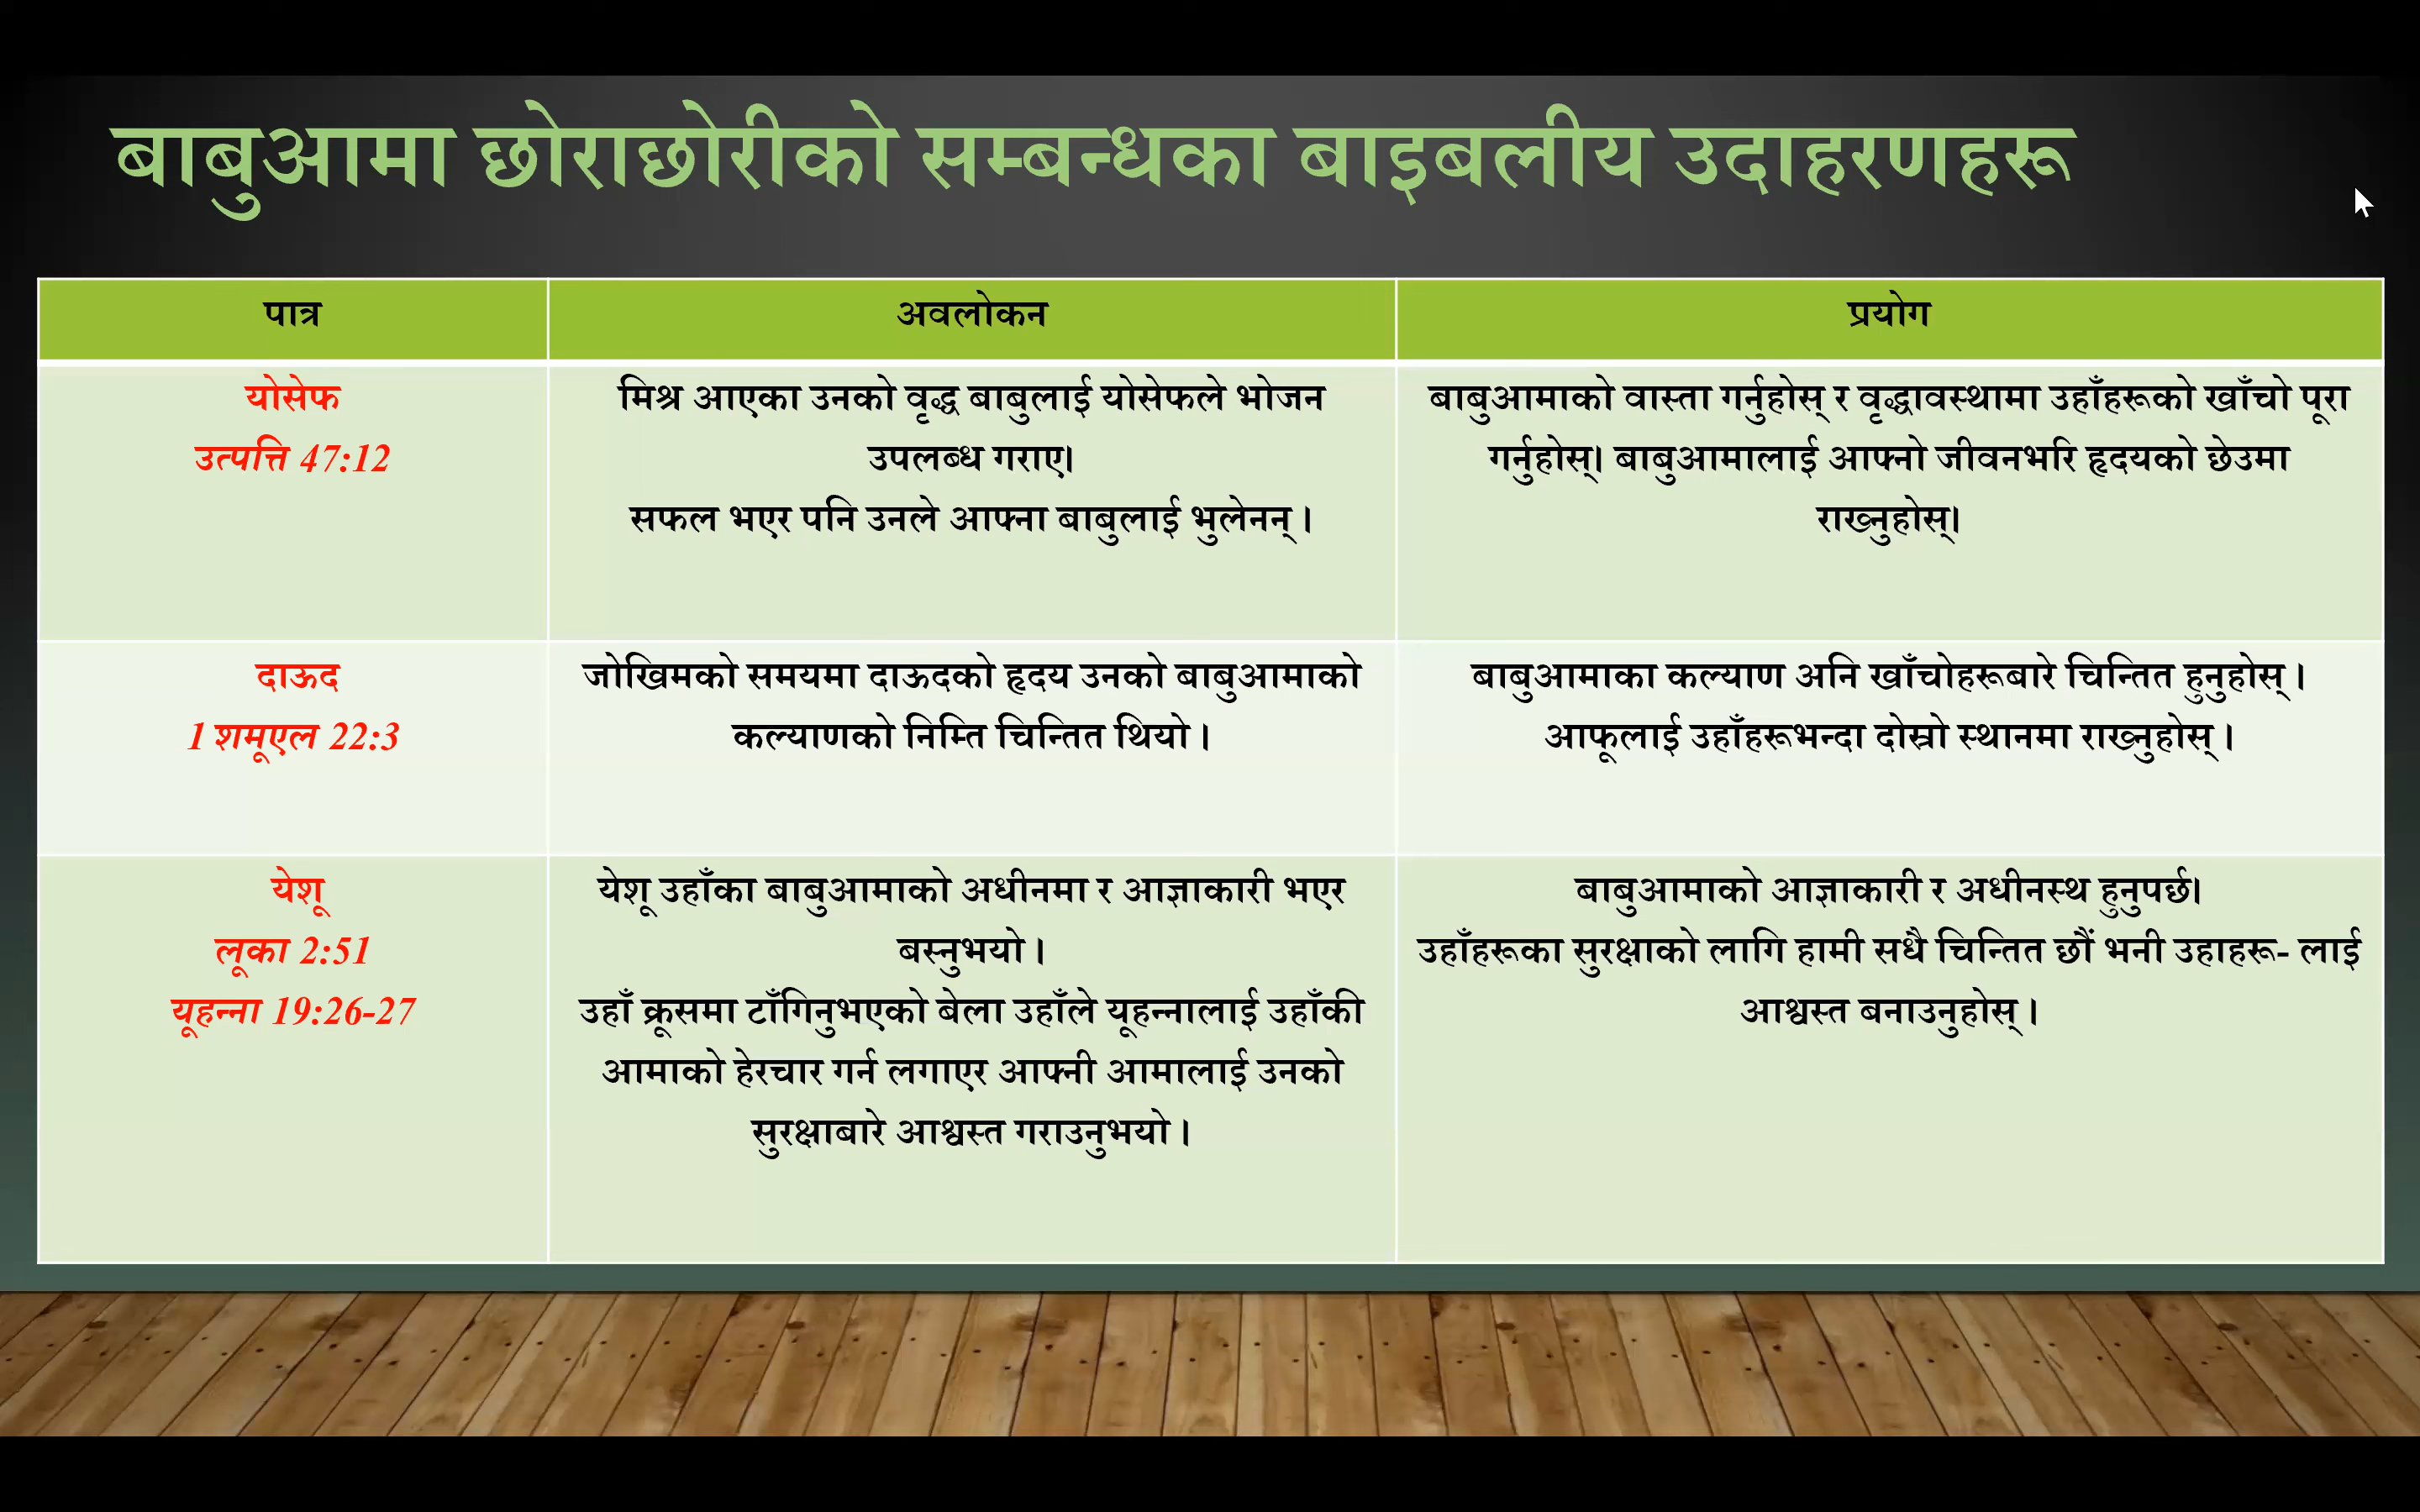 बाबुआमा छोराछोरीको सम्बन्धका बाइबलीय उदाहरणहरू
पात्र
अवलोकन
प्रयोग
योसेफ
उत्पत्ति 47:12
मिश्र आएका उनको वृद्ध बाबुलाई योसेफले भोजन
उपलब्ध गराए।
सफल भएर पनि उनले आफ्ना बाबुलाई भुलेनन् ।
बाबुआमाको वास्ता गर्नुहोस् र वृद्धावस्थामा उहाँहरूको खाँचो पूरा
गर्नुहोस्। बाबुआमालाई आफ्नो जीवनभरि हृदयको छेउमा
राख्नुहोस्।
दाऊद
1 शमूएल 22:3
जोखिमको समयमा दाऊदको हृदय उनको बाबुआमाको
कल्याणको निम्ति चिन्तित थियो ।
बाबुआमाका कल्याण अनि खाँचोहरूबारे चिन्तित हुनुहोस् ।
आफूलाई उहाँहरूभन्दा दोस्रो स्थानमा राख्नुहोस् ।
येशू
लूका 2:51
यूहन्ना 19:26-27
येशू उहाँका बाबुआमाको अधीनमा र आज्ञाकारी भएर
बस्नुभयो ।
उहाँ क्रूसमा टाँगिनुभएको बेला उहाँले यूहन्नालाई उहाँकी
आमाको हेरचार गर्न लगाएर आफ्नी आमालाई उनको
सुरक्षाबारे आश्वस्त गराउनुभयो ।
बाबुआमाको आज्ञाकारी र अधीनस्थ हुनुपर्छ।
उहाँहरूका सुरक्षाको लागि हामी सधै चिन्तित छौं भनी उहाहरू- लाई
आश्वस्त बनाउनुहोस् ।